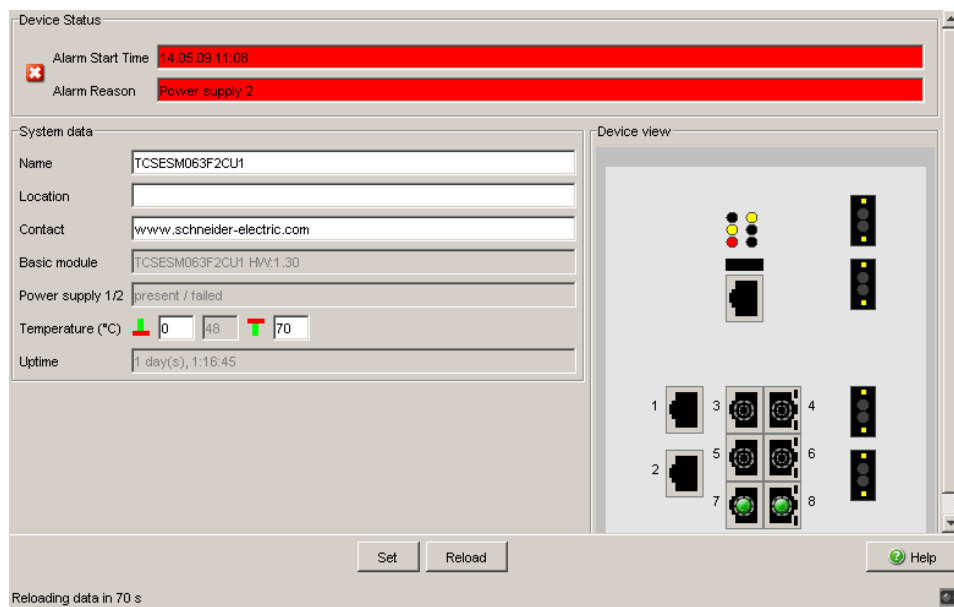 Device Status
Alarm Start Time 14.05.09 11:08
Alarm Reason Power supply 2
System data
Name TCSESM063F2CU1
Location
Contact www.schneider-electric.com
Basic module TCSESM063F2CU1 HW:1.30
Power supply 1/2 present / failed
Temperature (°C) 0 48 70
Uptime 1 day(s), 1:16:45
Device view
1 3 4
2 5 6
7 8
Set Reload Help
Reloading data in 70 s